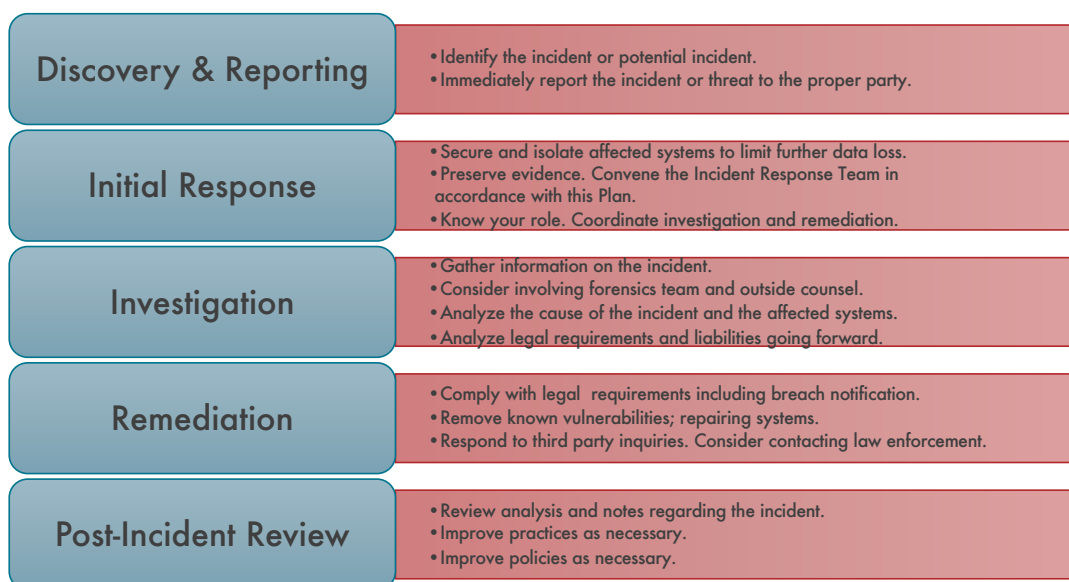 Discovery & Reporting
•Identify the incident or potential incident.
•Immediately report the incident or threat to the proper party.
Initial Response
•Secure and isolate affected systems to limit further data loss.
•Preserve evidence. Convene the Incident Response Team in
accordance with this Plan.
•Know your role. Coordinate investigation and remediation.
Investigation
•Gather information on the incident.
•Consider involving forensics team and outside counsel.
•Analyze the cause of the incident and the affected systems.
•Analyze legal requirements and liabilities going forward.
Remediation
•Comply with legal  requirements including breach notification.
•Remove known vulnerabilities; repairing systems.
•Respond to third party inquiries. Consider contacting law enforcement.
Post-Incident Review
•Review analysis and notes regarding the incident.
•Improve practices as necessary.
•Improve policies as necessary.